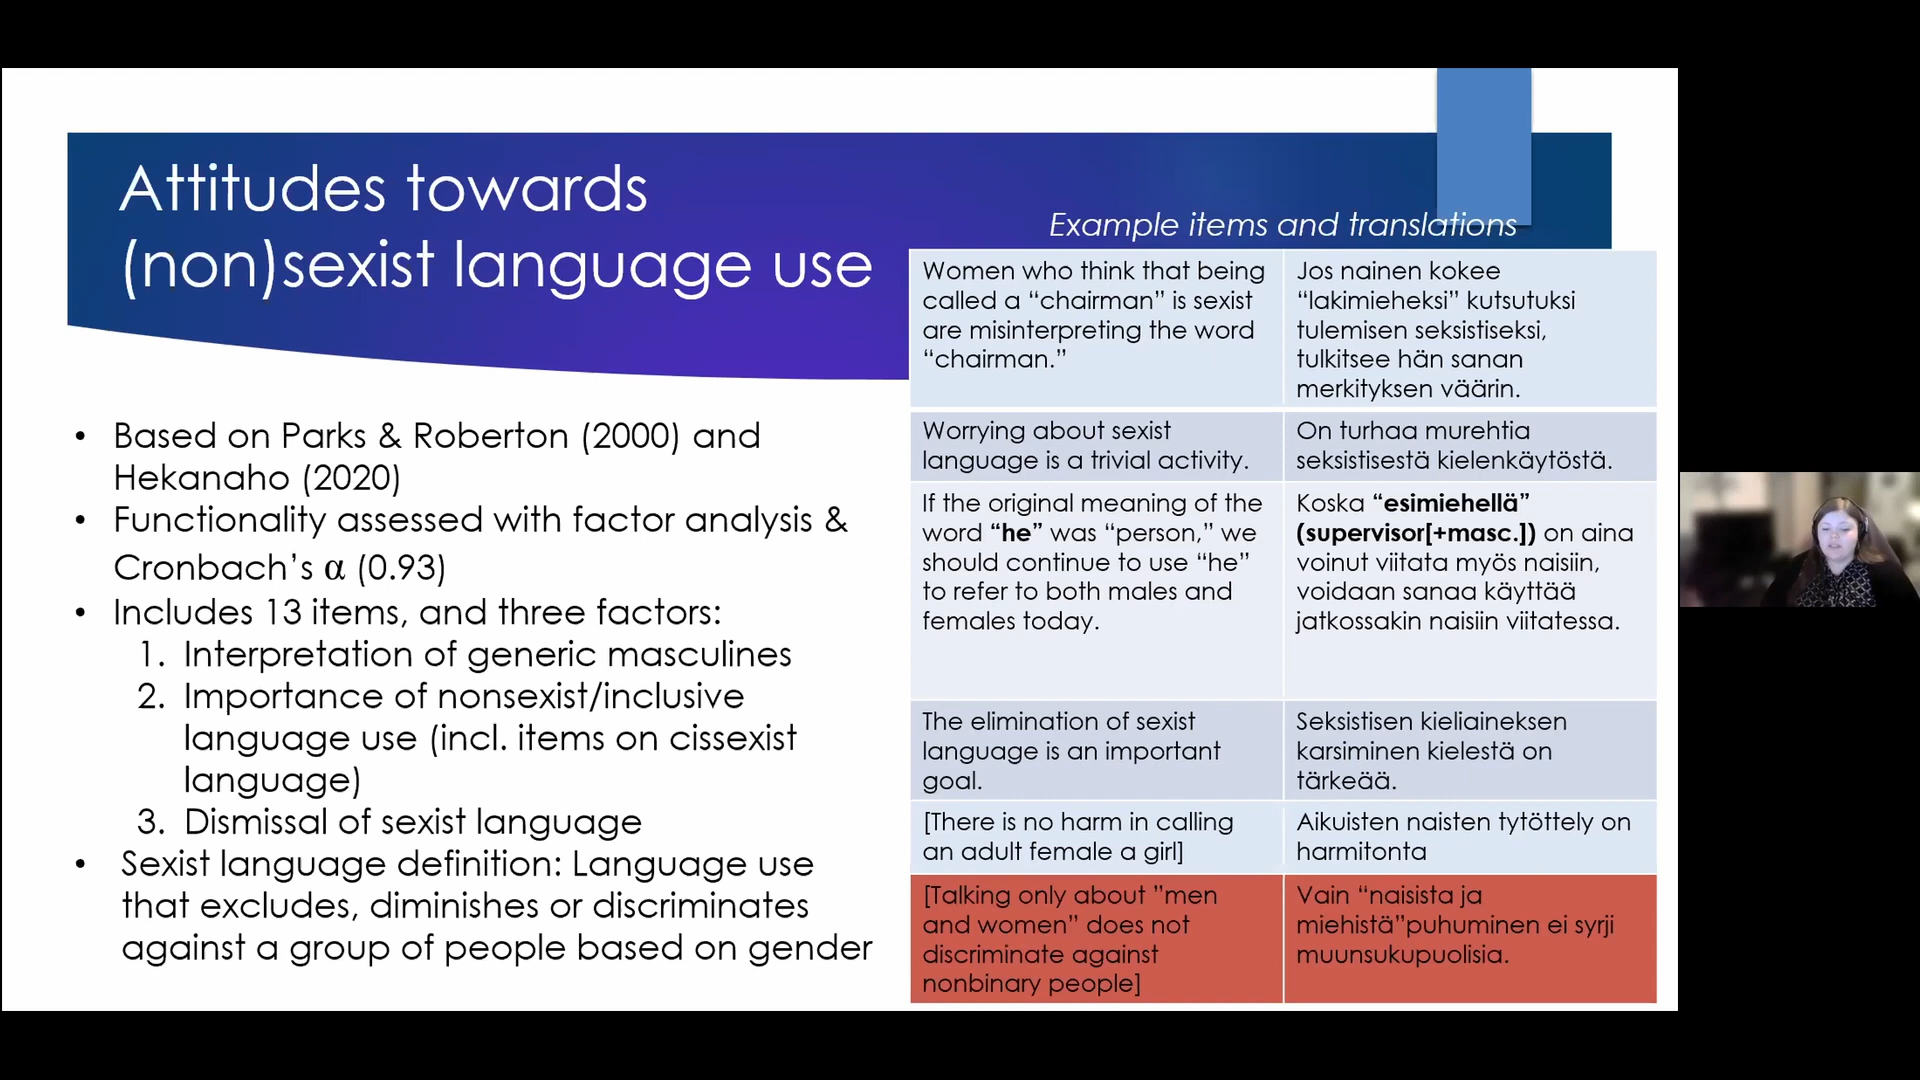 Attitudes towards
(non)sexist language use
Based on Parks & Roberton (2000) and
Hekanaho (2020)
Functionality assessed with factor analysis &
Cronbach’s α (0.93)
Includes 13 items, and three factors:
1. Interpretation of generic masculines
2. Importance of nonsexist/inclusive
language use (incl. items on cissexist
language)
3. Dismissal of sexist language
Sexist language definition: Language use
that excludes, diminishes or discriminates
against a group of people based on gender
Example items and translations
Women who think that being
called a “chairman” is sexist
are misinterpreting the word
“chairman.”
Jos nainen kokee
“lakimieheksi” kutsutuksi
tulemisen seksistiseksi,
tulkitsee hän sanan
merkityksen väärin.
Worrying about sexist
language is a trivial activity.
On turhaa murehtia
seksistisestä kielenkäytöstä.
If the original meaning of the
word “he” was “person,” we
should continue to use “he”
to refer to both males and
females today.
Koska “esimiehellä”
(supervisor[+masc.]) on aina
voinut viitata myös naisiin,
voidaan sanaa käyttää
jatkossakin naisiin viitatessa.
The elimination of sexist
language is an important
goal.
Seksistisen kieliaineksen
karsiminen kielestä on
tärkeää.
[There is no harm in calling
an adult female a girl]
Aikuisten naisten tytöttely on
harmitonta
[Talking only about ”men
and women” does not
discriminate against
nonbinary people]
Vain “naisista ja
miehistä”puhuminen ei syrji
muunsukupuolisia.